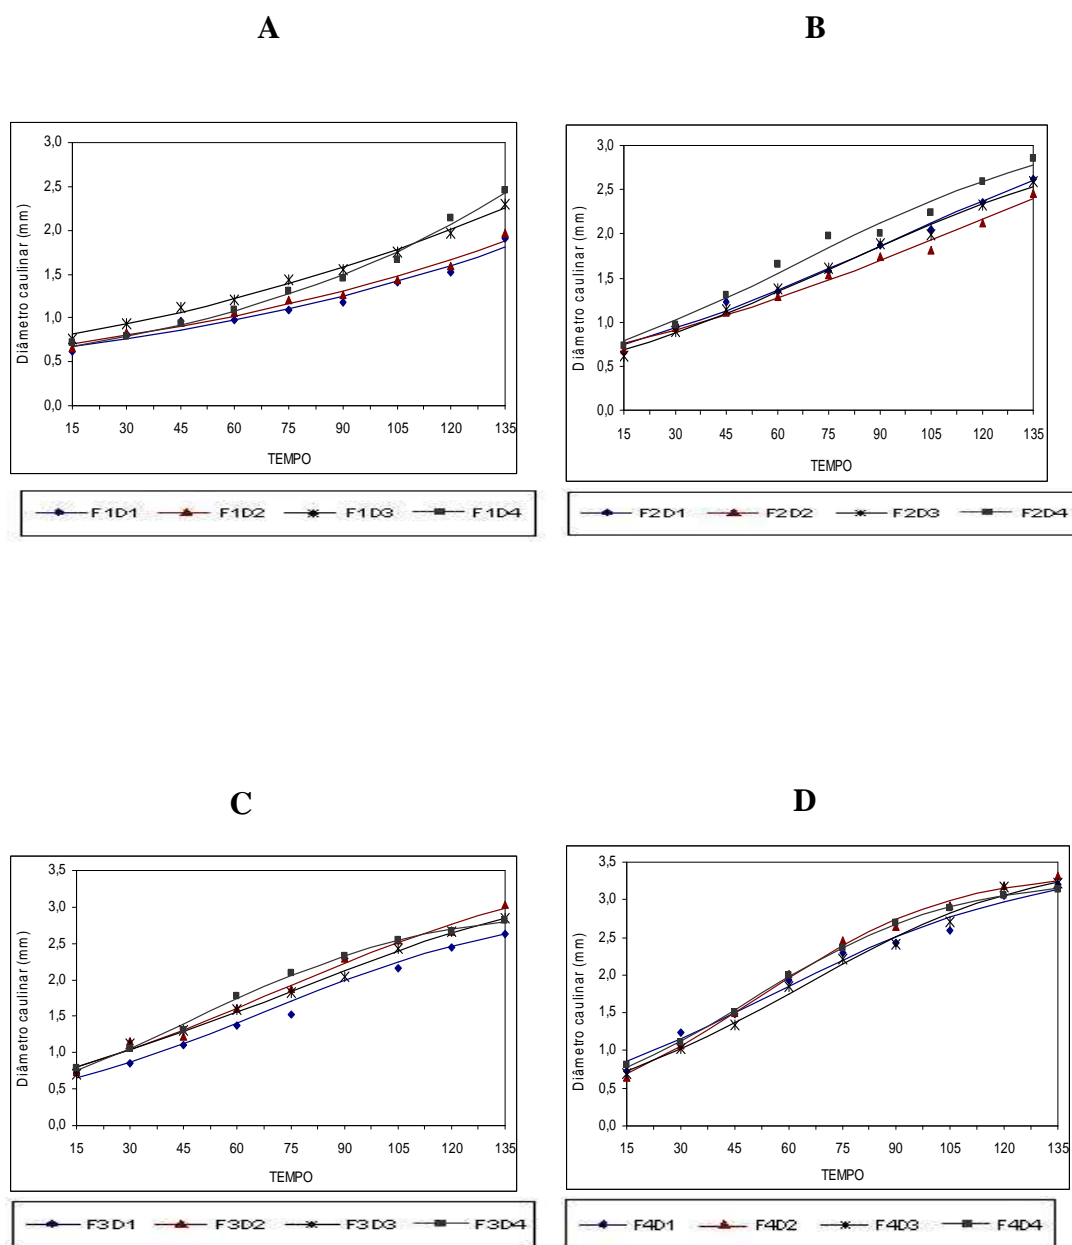 A
B
Diâmetro caulinar (mm)
3,0
2,5
2,0
1,5
1,0
0,5
0,0
15 30 45 60 75 90 105 120 135
TEMPO
F1D1 F1D2 F1D3 F1D4
Diâmetro caulinar (mm)
3,0
2,5
2,0
1,5
1,0
0,5
0,0
15 30 45 60 75 90 105 120 135
TEMPO
F2D1 F2D2 F2D3 F2D4
C
D
Diâmetro caulinar (mm)
3,5
3,0
2,5
2,0
1,5
1,0
0,5
0,0
15 30 45 60 75 90 105 120 135
TEMPO
F3D1 F3D2 F3D3 F3D4
Diâmetro caulinar (mm)
3,5
3,0
2,5
2,0
1,5
1,0
0,5
0,0
15 30 45 60 75 90 105 120 135
TEMPO
F4D1 F4D2 F4D3 F4D4